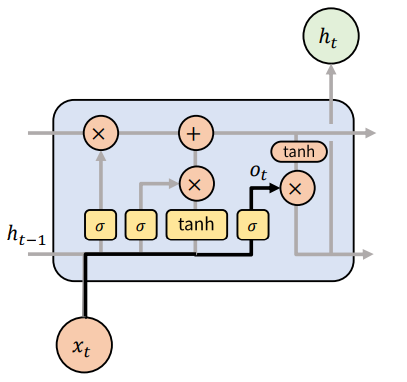 h_t
× +
tanh
× o_t ×
σ σ tanh σ
h_{t−1}
x_t